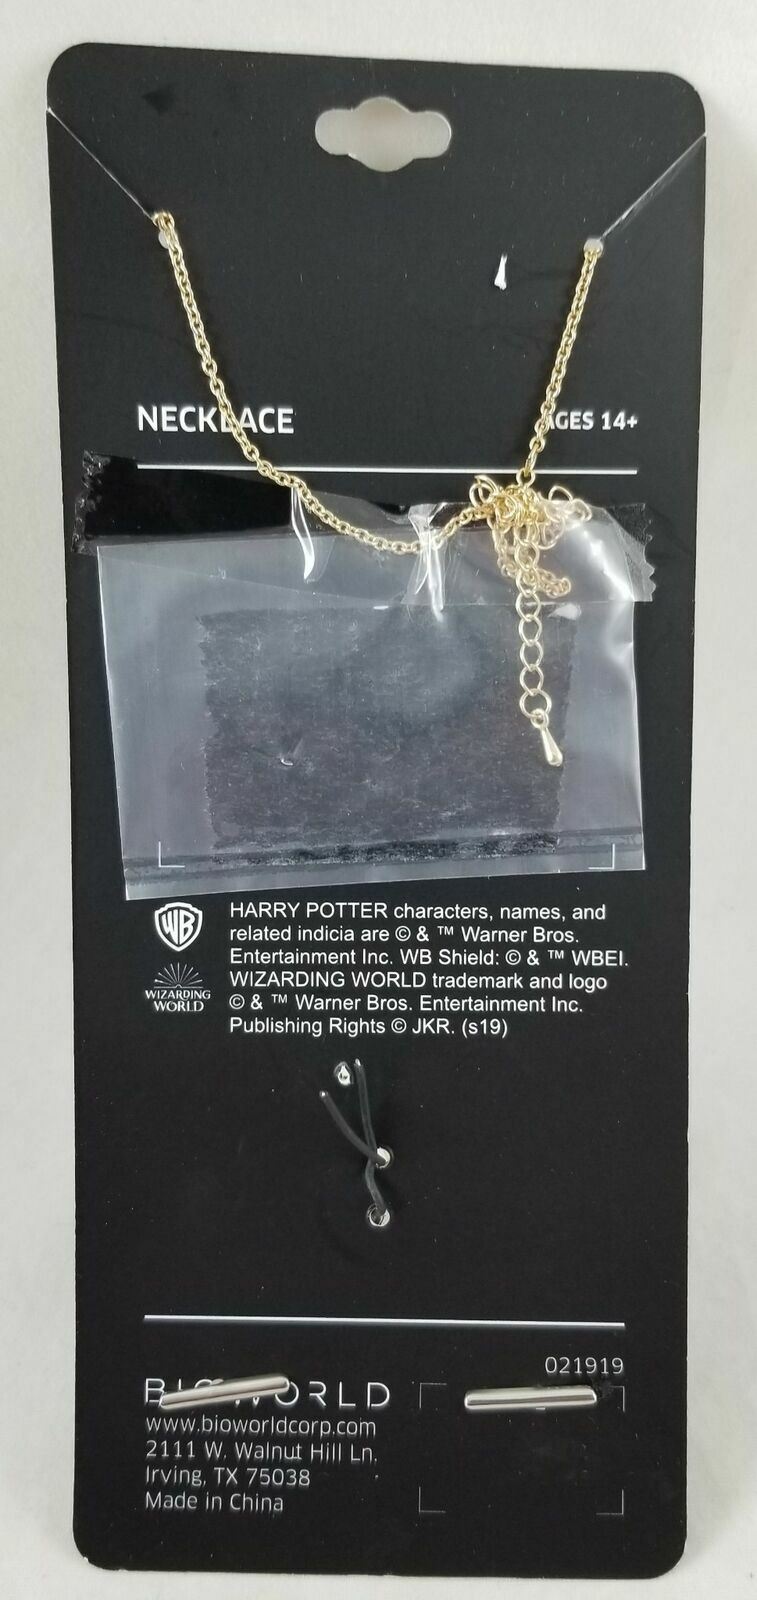 NECKLACE
AGES 14+
WB
WIZARDING
WORLD
HARRY POTTER characters, names, and
related indicia are © & ™ Warner Bros.
Entertainment Inc. WB Shield: © & ™ WBEI.
WIZARDING WORLD trademark and logo
© & ™ Warner Bros. Entertainment Inc.
Publishing Rights © JKR. (s19)
021919
BIOWORLD
www.bioworldcorp.com
2111 W. Walnut Hill Ln.
Irving, TX 75038
Made in China